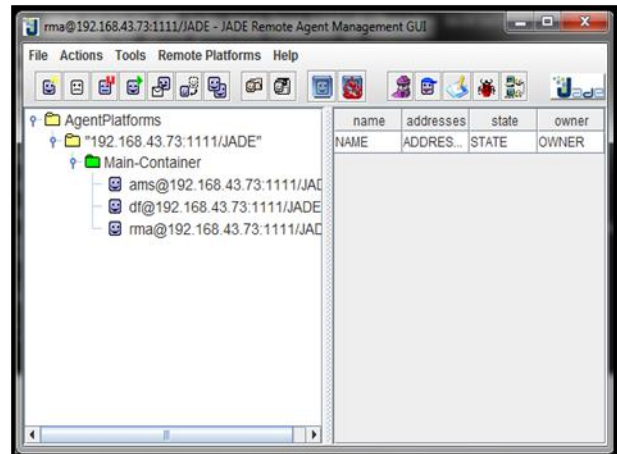 rma@192.168.43.73:1111/JADE - JADE Remote Agent Management GUI
File Actions Tools Remote Platforms Help
Jade
AgentPlatforms
"192.168.43.73:1111/JADE"
Main-Container
ams@192.168.43.73:1111/JAD
df@192.168.43.73:1111/JADE
rma@192.168.43.73:1111/JAD
name addresses state owner
NAME ADDRES... STATE OWNER